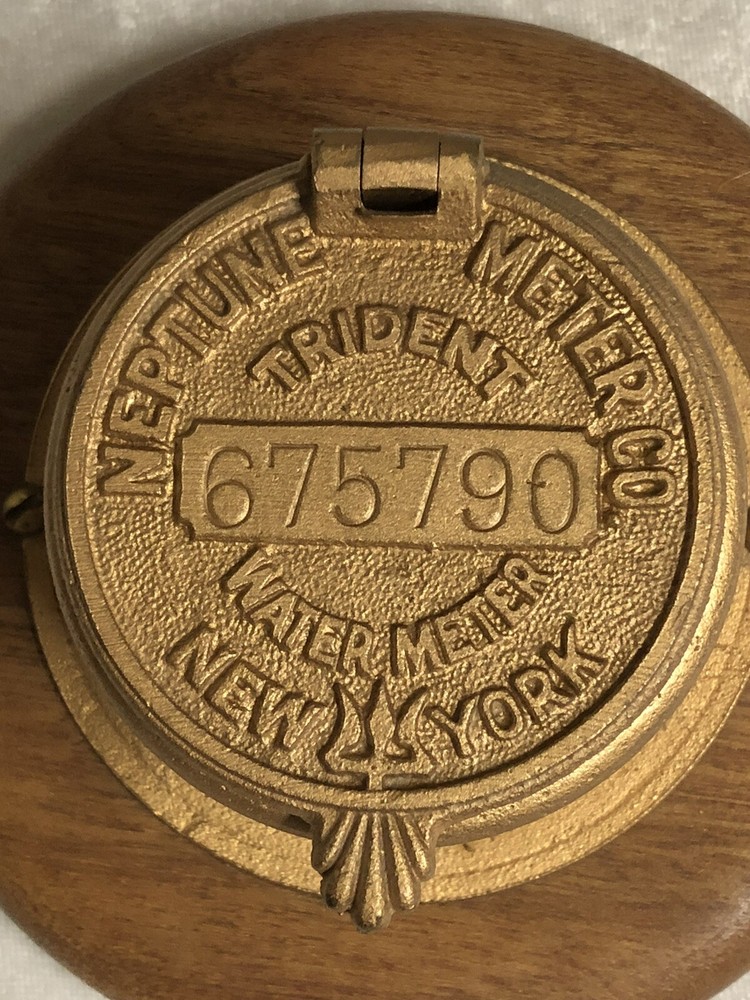 NEPTUNE METER CO
TRIDENT
675790
WATER METER
NEW YORK